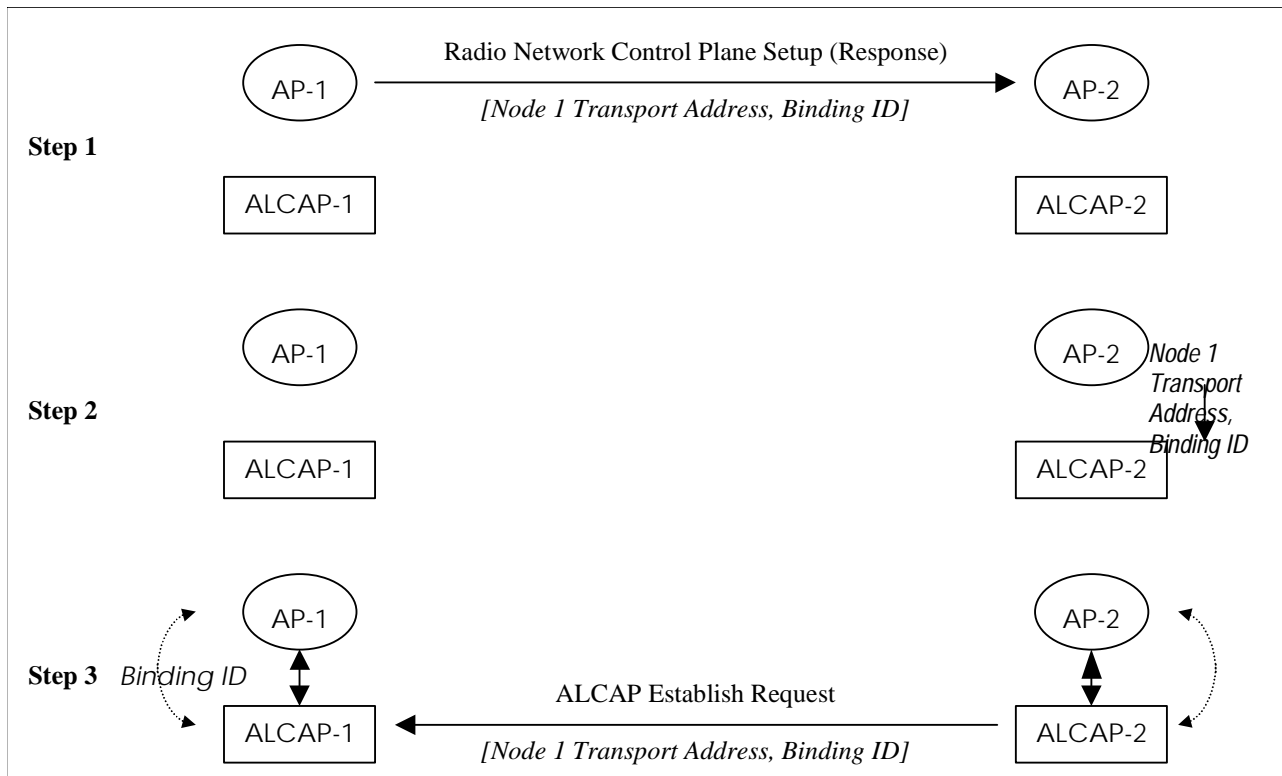 Radio Network Control Plane Setup (Response)
AP-1
AP-2
[Node 1 Transport Address, Binding ID]
Step 1
ALCAP-1
ALCAP-2
AP-1
AP-2
Node 1
Transport
Address,
Binding ID
Step 2
ALCAP-1
ALCAP-2
AP-1
AP-2
Step 3
Binding ID
ALCAP Establish Request
ALCAP-1
ALCAP-2
[Node 1 Transport Address, Binding ID]